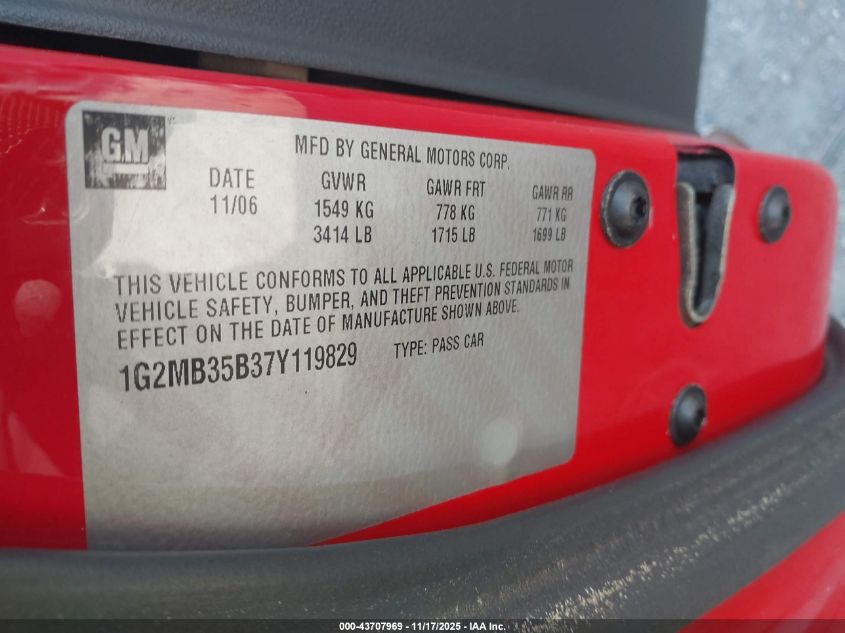 GM
MFD BY GENERAL MOTORS CORP.
DATE GVWR GAWR FRT GAWR RR
11/06 1549 KG 778 KG 771 KG
3414 LB 1715 LB 1699 LB
THIS VEHICLE CONFORMS TO ALL APPLICABLE U.S. FEDERAL MOTOR
VEHICLE SAFETY, BUMPER, AND THEFT PREVENTION STANDARDS IN
EFFECT ON THE DATE OF MANUFACTURE SHOWN ABOVE.
1G2MB35B37Y119829 TYPE: PASS CAR
000-43707969 - 11/17/2025 - IAA Inc.